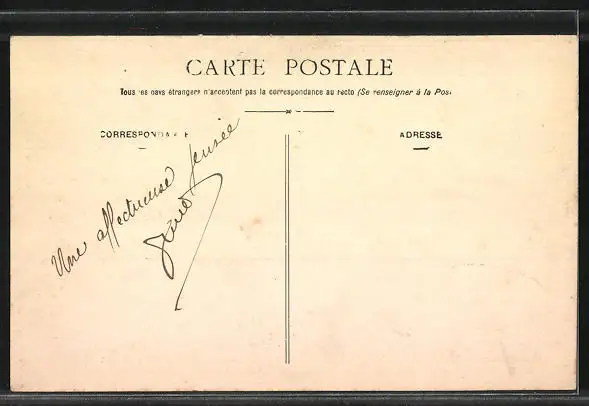 CARTE POSTALE
Tous les pays étrangers n'acceptent pas la correspondance au recto (Se renseigner à la Pos
CORRESPONDA E
ADRESSE
Une affectueuse pensée